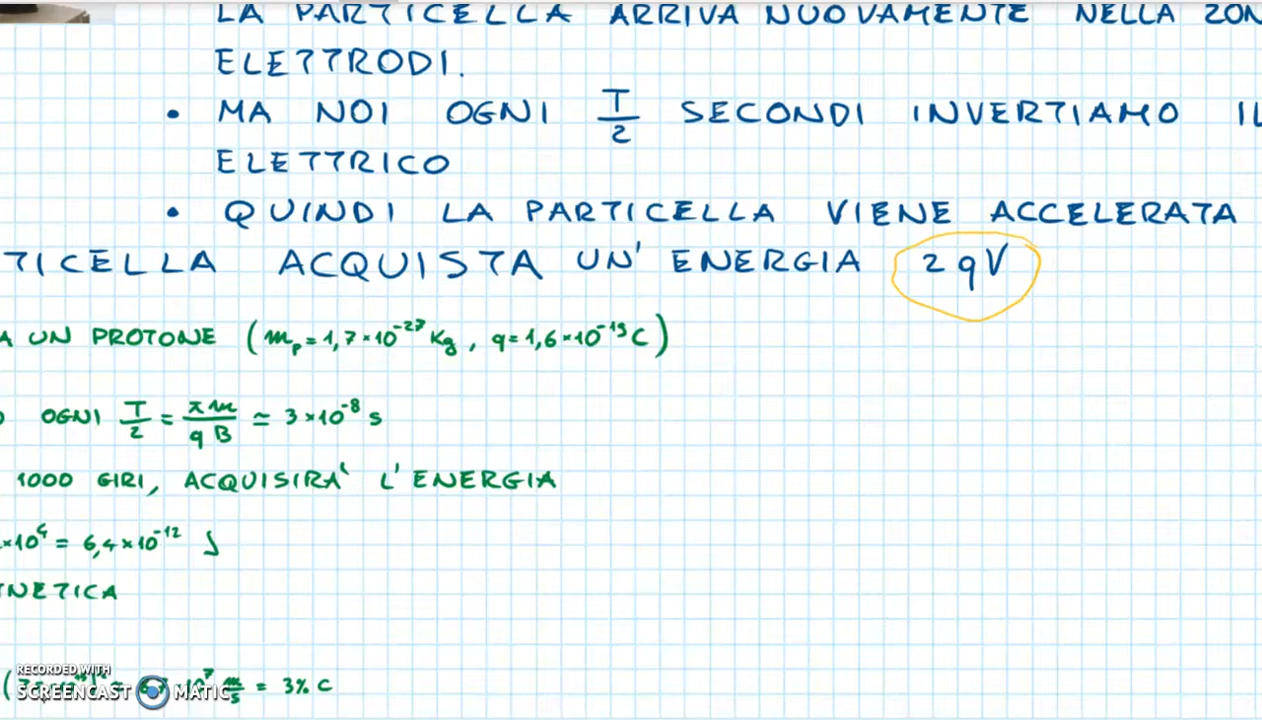 LA PARTICELLA ARRIVA NUOVAMENTE NELLA ZON
ELETTRODI.
• MA NOI OGNI T/2 SECONDI INVERTIAMO IL
ELETTRICO
• QUINDI LA PARTICELLA VIENE ACCELERATA
TICELLA ACQUISTA UN' ENERGIA 2qV
A UN PROTONE (mₚ = 1,7×10⁻²⁷ Kg, q = 1,6×10⁻¹⁹ C)
O OGNI T/2 = πm/qB ≃ 3×10⁻⁸ s
1000 GIRI, ACQUISIRA' L'ENERGIA
×10⁴ = 6,4×10⁻¹² J
NETICA
10⁷ m/s = 3% C
RECORDED WITH
SCREENCAST MATIC